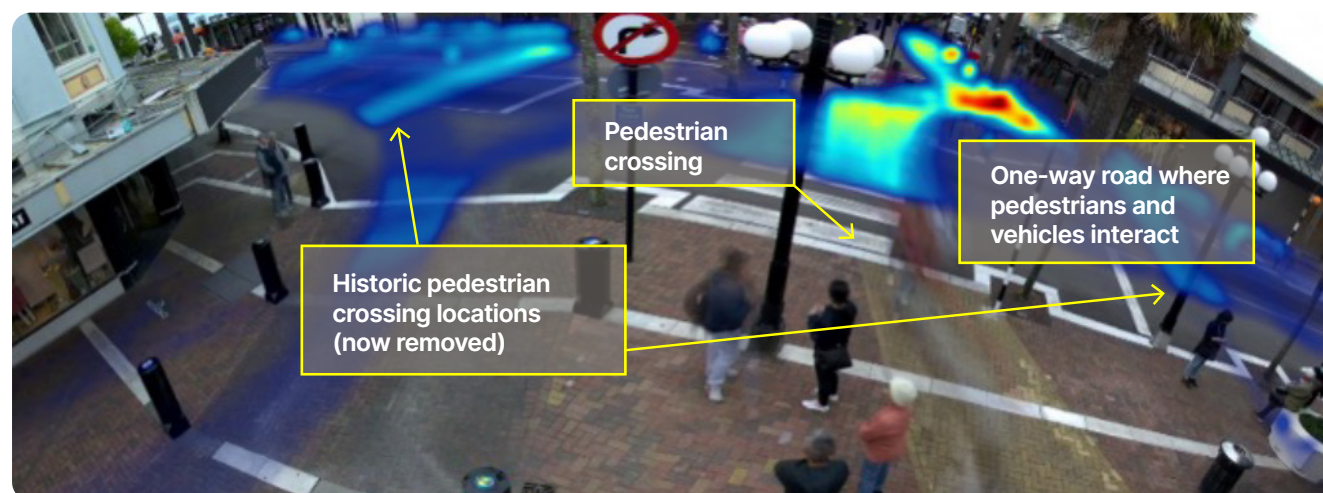 Pedestrian
crossing
One-way road where
pedestrians and
vehicles interact
Historic pedestrian
crossing locations
(now removed)